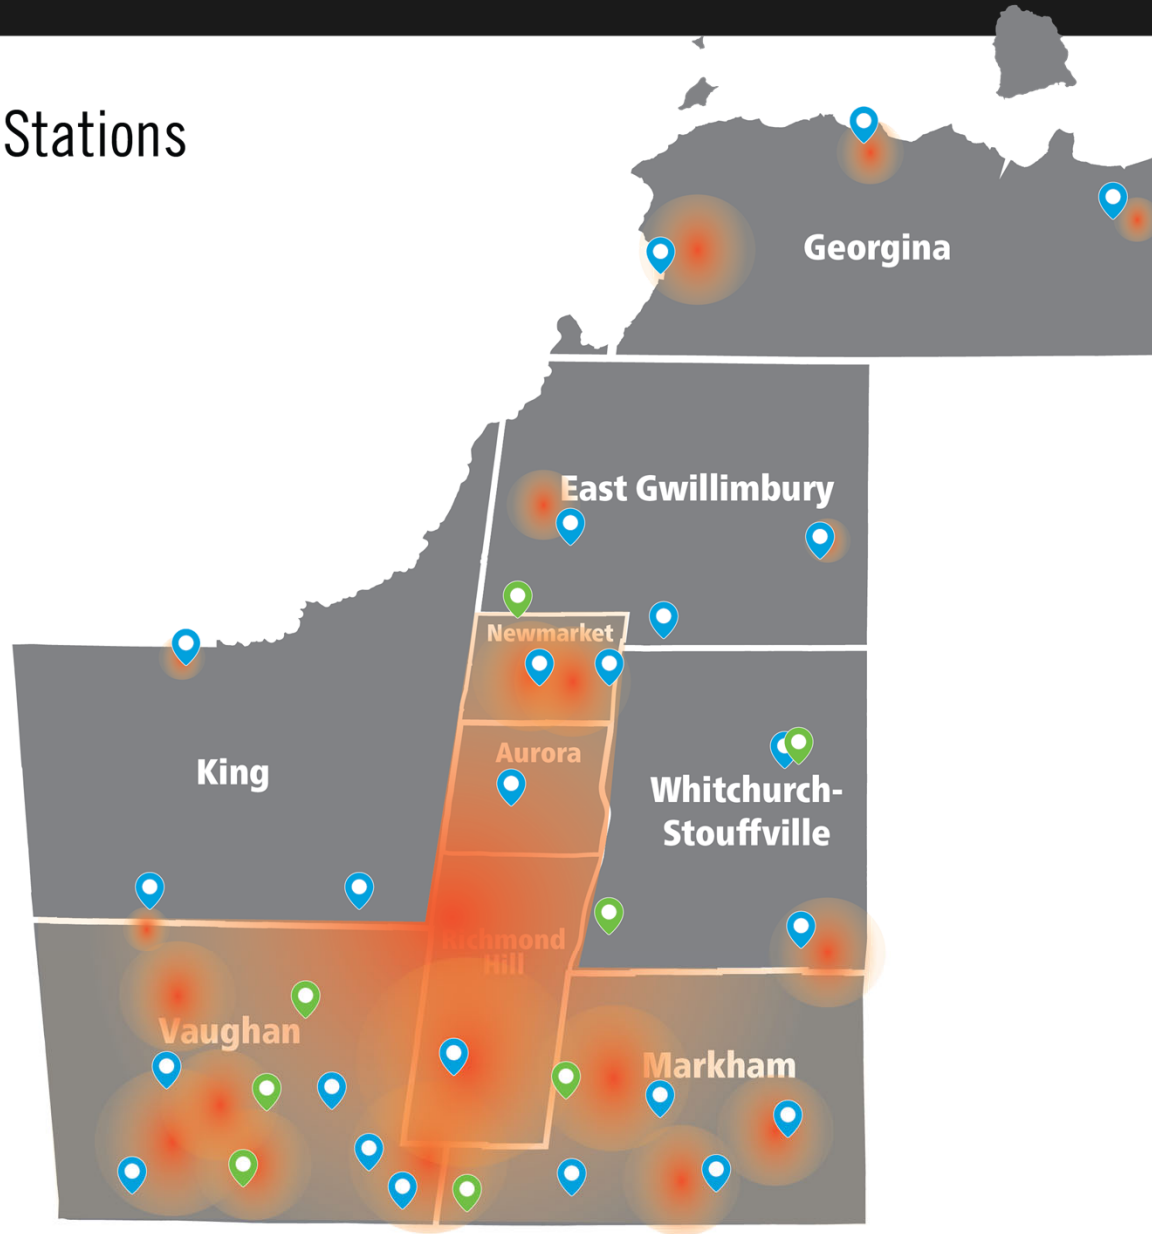 Stations
Georgina
East Gwillimbury
Newmarket
Aurora
King
Whitchurch-
Stouffville
Richmond
Hill
Vaughan
Markham